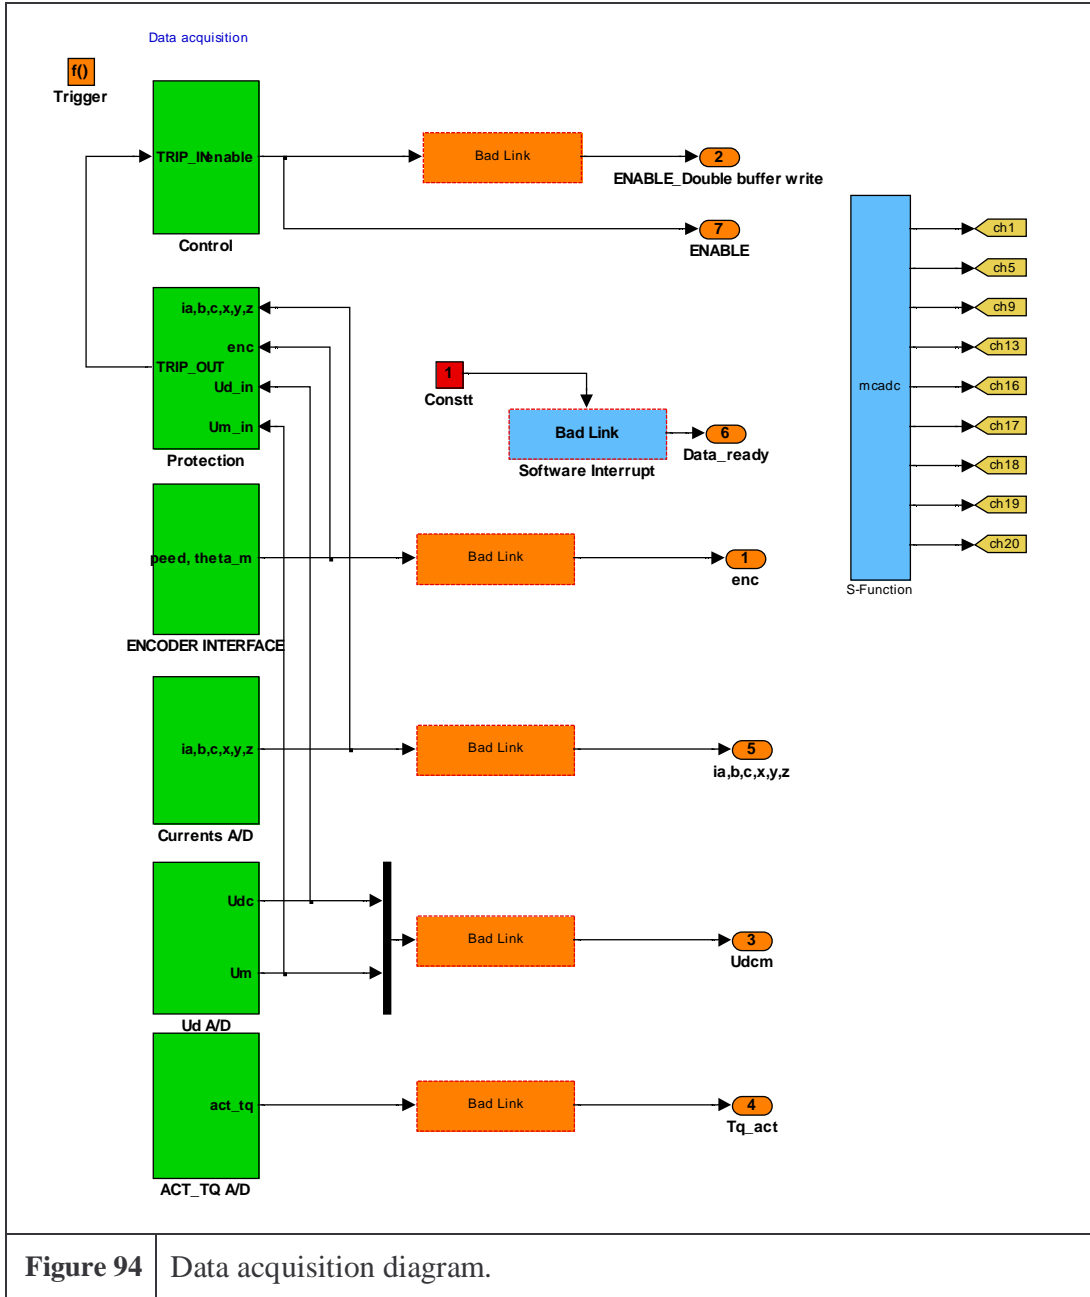 Data acquisition
f()
Trigger
TRIP_IN
enable
Control
Bad Link
2
ENABLE_Double buffer write
7
ENABLE
ia,b,c,x,y,z
enc
TRIP_OUT
Ud_in
Um_in
Protection
1
Constt
Bad Link
Software Interrupt
6
Data_ready
mcadc
S-Function
ch1
ch5
ch9
ch13
ch16
ch17
ch18
ch19
ch20
peed, theta_m
ENCODER INTERFACE
Bad Link
1
enc
ia,b,c,x,y,z
Currents A/D
Bad Link
5
ia,b,c,x,y,z
Udc
Um
Ud A/D
Bad Link
3
Udcm
act_tq
ACT_TQ A/D
Bad Link
4
Tq_act
Figure 94 Data acquisition diagram.